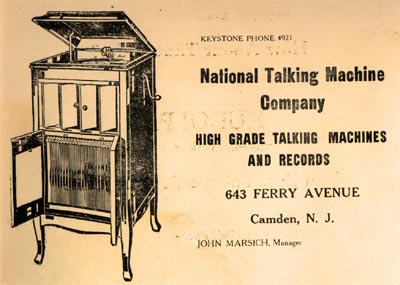 KEYSTONE PHONE 4921
National Talking Machine
Company
HIGH GRADE TALKING MACHINES
AND RECORDS
643 FERRY AVENUE
Camden, N. J.
JOHN MARSICH, Manager